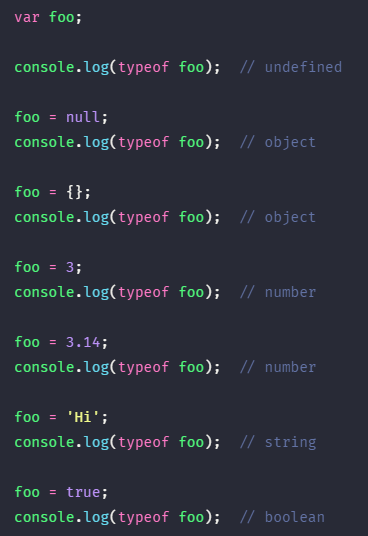 var foo;
console.log(typeof foo);  // undefined
foo = null;
console.log(typeof foo);  // object
foo = {};
console.log(typeof foo);  // object
foo = 3;
console.log(typeof foo);  // number
foo = 3.14;
console.log(typeof foo);  // number
foo = 'Hi';
console.log(typeof foo);  // string
foo = true;
console.log(typeof foo);  // boolean